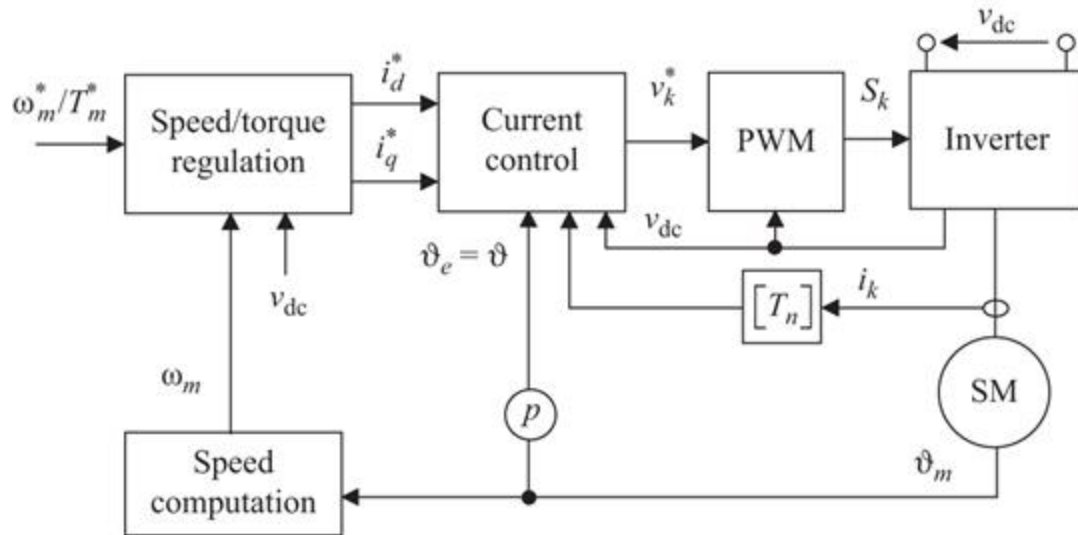 v_dc
ω*_m/T*_m
Speed/torque
regulation
i*_d
i*_q
Current
control
v*_k
PWM
S_k
Inverter
v_dc
ϑ_e = ϑ
v_dc
[T_n]
i_k
ω_m
p
SM
Speed
computation
ϑ_m